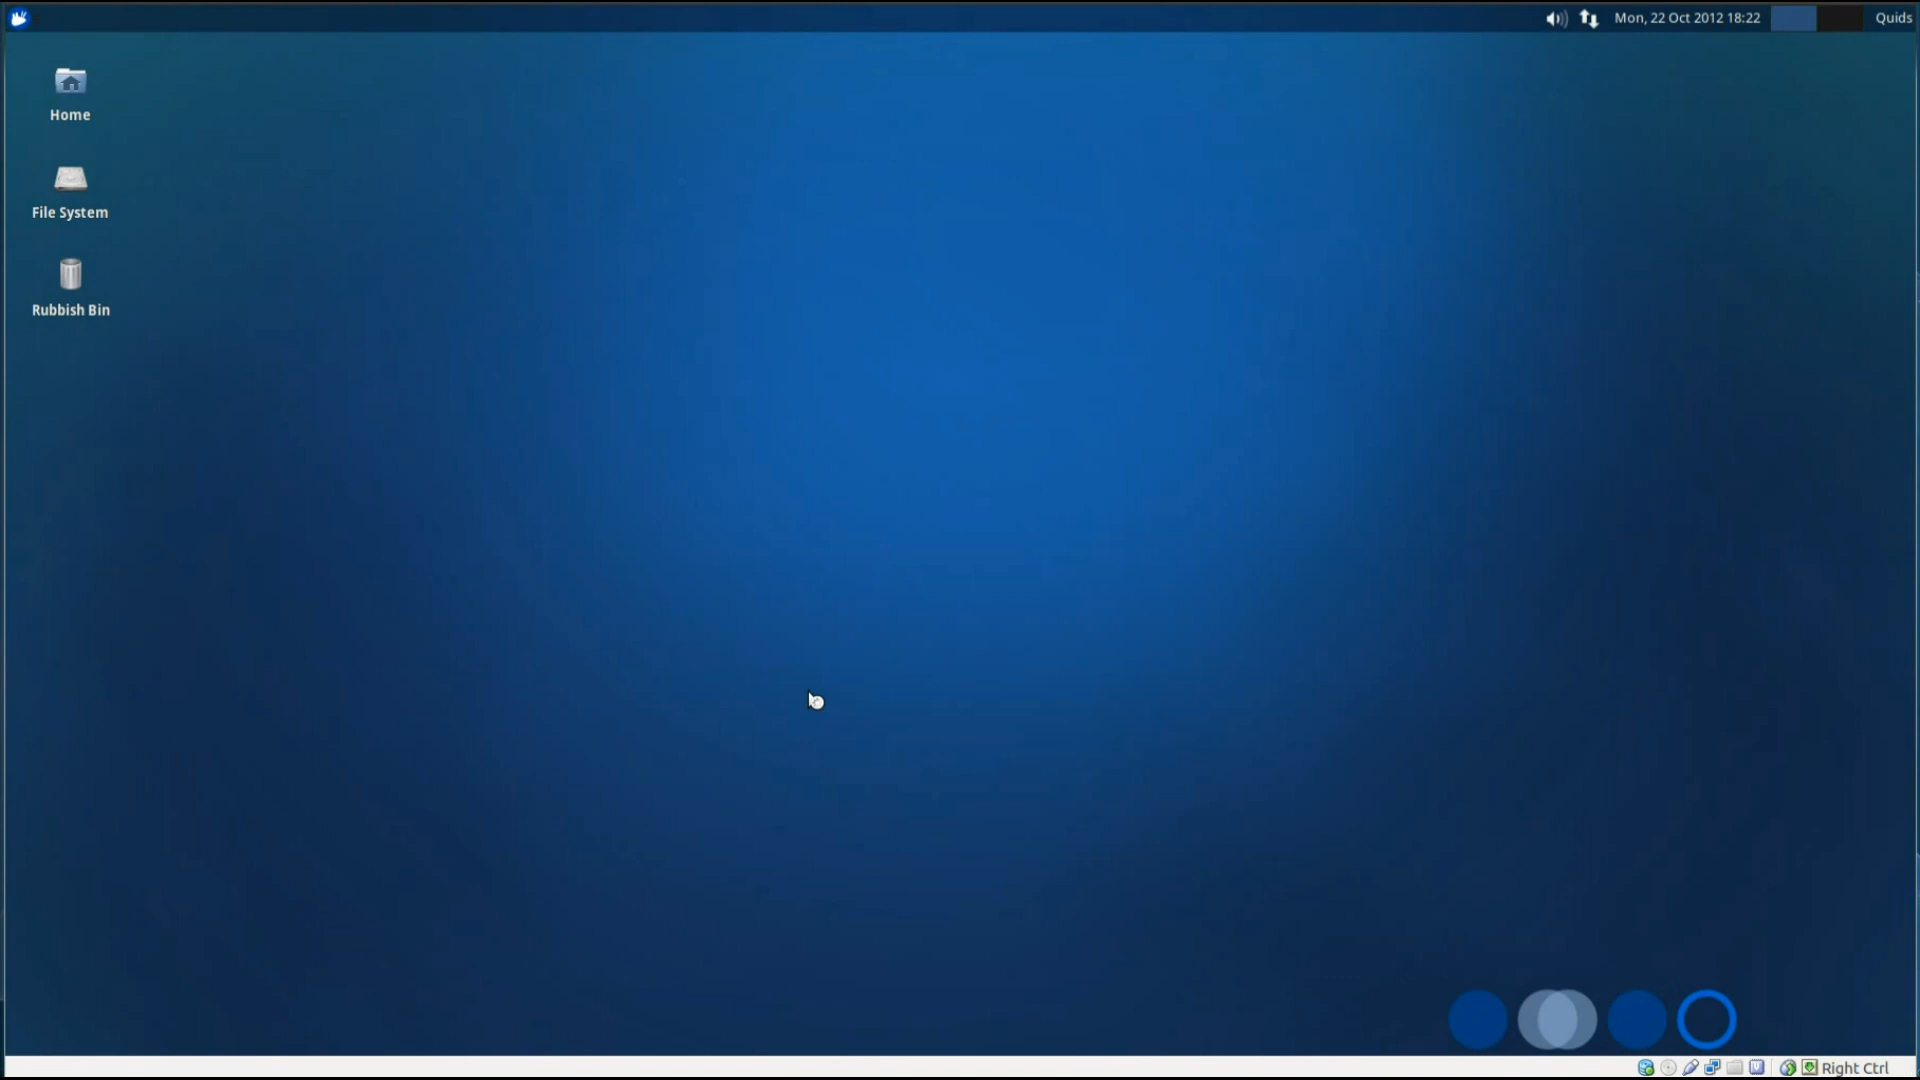 Mon, 22 Oct 2012 18:22
Quids
Home
File System
Rubbish Bin
Right Ctrl